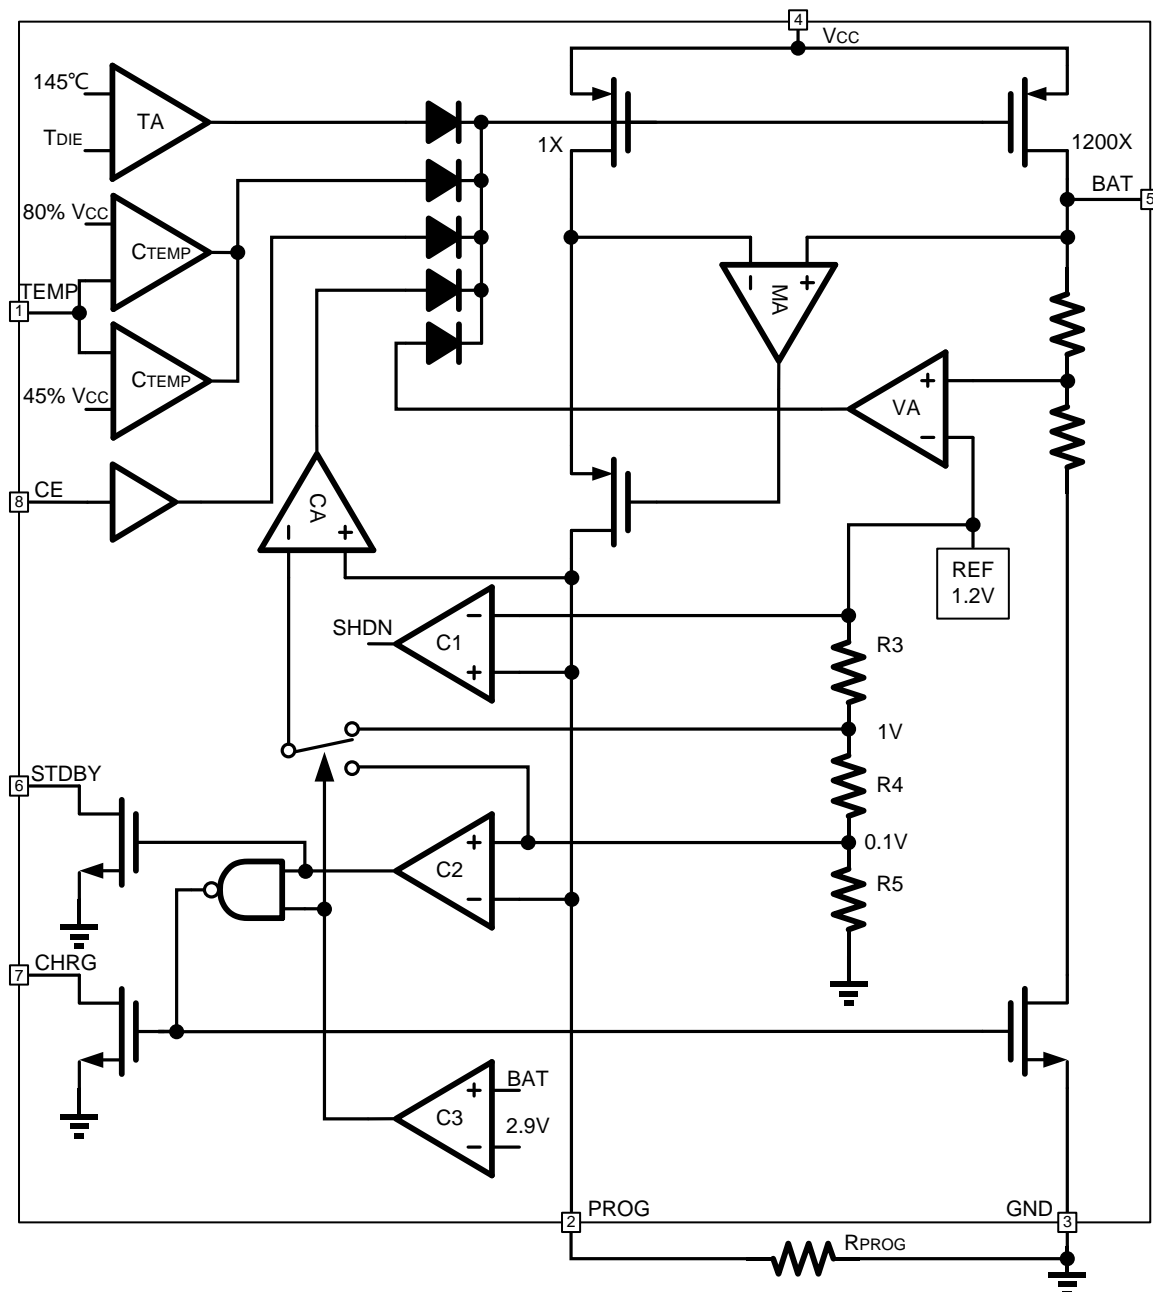 4
VCC
145℃
TA
TDIE
1X
1200X
BAT
5
80% VCC
CTEMP
TEMP
1
− +
MA
CTEMP
45% VCC
+
VA
−
8
CE
CA
− +
REF
1.2V
SHDN
−
C1
+
R3
1V
6
STDBY
R4
+
0.1V
C2
−
R5
7
CHRG
+
BAT
C3
2.9V
−
PROG
2
GND
3
RPROG